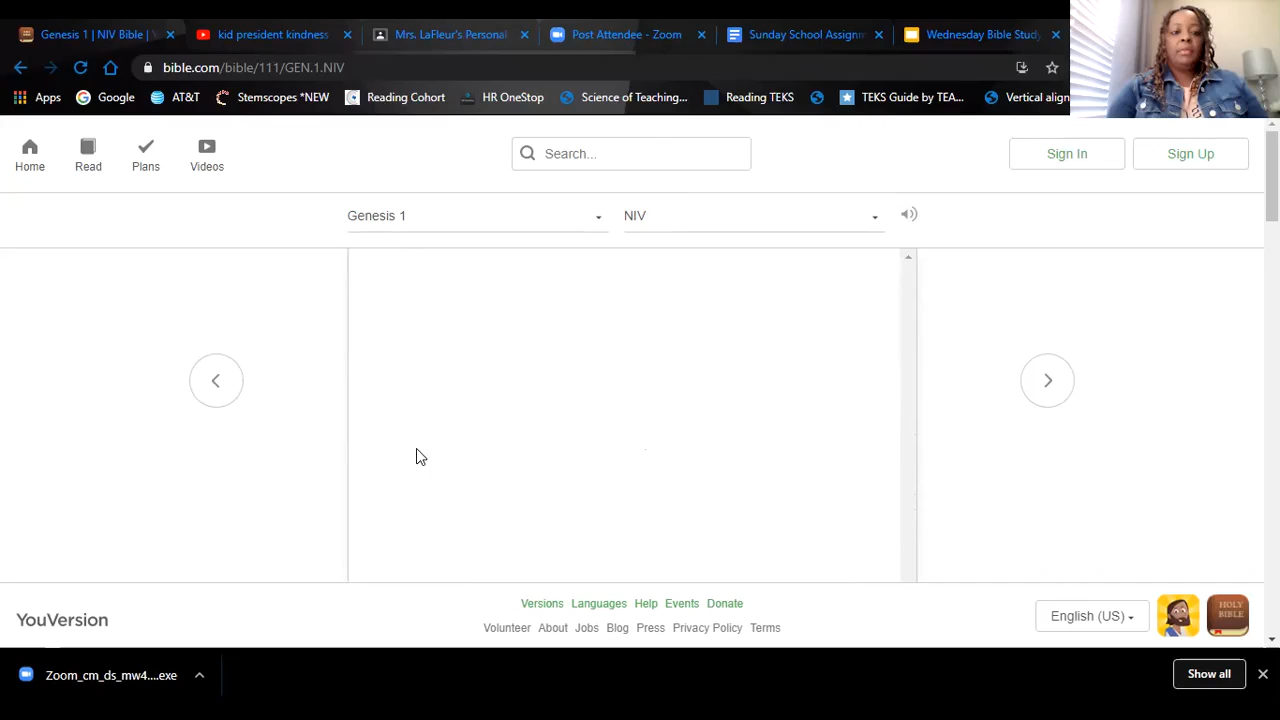 Genesis 1 | NIV Bible |
kid president kindness
Mrs. LaFleur's Personal
Post Attendee - Zoom
Sunday School Assignm
Wednesday Bible Study
bible.com/bible/111/GEN.1.NIV
Apps
Google
AT&T
Stemscopes *NEW
Reading Cohort
HR OneStop
Science of Teaching...
Reading TEKS
TEKS Guide by TEA...
Vertical align
Home
Read
Plans
Videos
Search...
Sign In
Sign Up
Genesis 1
NIV
YouVersion
Versions Languages Help Events Donate
Volunteer About Jobs Blog Press Privacy Policy Terms
English (US)
HOLY
BIBLE
Zoom_cm_ds_mw4....exe
Show all